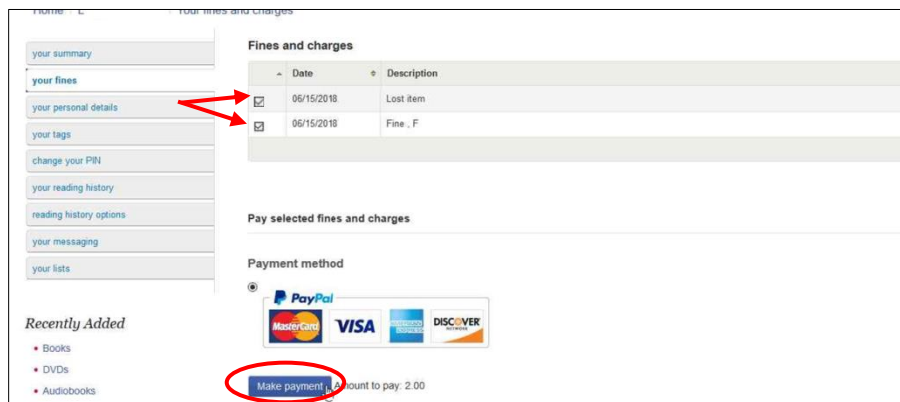 Home Your fines and charges
your summary
your fines
your personal details
your tags
change your PIN
your reading history
reading history options
your messaging
your lists
Recently Added
• Books
• DVDs
• Audiobooks
Fines and charges
Date Description
06/15/2018 Lost item
06/15/2018 Fine , F
Pay selected fines and charges
Payment method
PayPal
MasterCard VISA DISCOVER
NETWORK
Make payment Amount to pay: 2.00